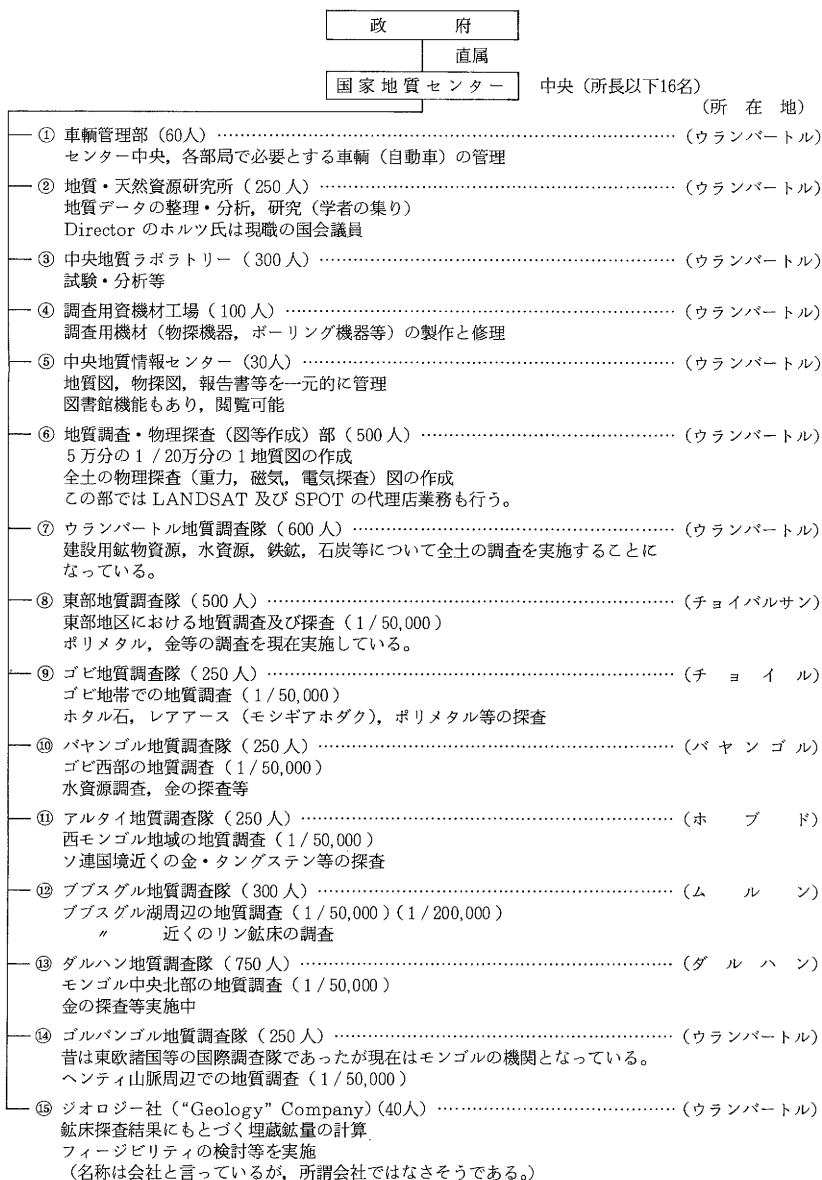 政　　　　府
直属
国家地質センター　中央（所長以下16名）
（所　在　地）
① 車輌管理部（60人）……………………（ウランバートル）
センター中央，各部局で必要とする車輌（自動車）の管理
② 地質・天然資源研究所（250人）……………………（ウランバートル）
地質データの整理・分析，研究（学者の集り）
Director のホルツ氏は現職の国会議員
③ 中央地質ラボラトリー（300人）……………………（ウランバートル）
試験・分析等
④ 調査用資機材工場（100人）……………………（ウランバートル）
調査用機材（物探機器，ボーリング機器等）の製作と修理
⑤ 中央地質情報センター（30人）……………………（ウランバートル）
地質図，物探図，報告書等を一元的に管理
図書館機能もあり，閲覧可能
⑥ 地質調査・物理探査（図等作成）部（500人）……………………（ウランバートル）
5万分の1／20万分の1地質図の作成
全土の物理探査（重力，磁気，電気探査）図の作成
この部では LANDSAT 及び SPOT の代理店業務も行う。
⑦ ウランバートル地質調査隊（600人）……………………（ウランバートル）
建設用鉱物資源，水資源，鉄鉱，石炭等について全土の調査を実施することに
なっている。
⑧ 東部地質調査隊（500人）……………………（チョイバルサン）
東部地区における地質調査及び探査（1/50,000）
ポリメタル，金等の調査を現在実施している。
⑨ ゴビ地質調査隊（250人）……………………（チ　ョ　イ　ル）
ゴビ地帯での地質調査（1/50,000）
ホタル石，レアアース（モシギアホダク），ポリメタル等の探査
⑩ バヤンゴル地質調査隊（250人）……………………（バ ヤ ン ゴ ル）
ゴビ西部の地質調査（1/50,000）
水資源調査，金の探査等
⑪ アルタイ地質調査隊（250人）……………………（ホ　ブ　ド）
西モンゴル地域の地質調査（1/50,000）
ソ連国境近くの金・タングステン等の探査
⑫ ブブスグル地質調査隊（300人）……………………（ム　ル　ン）
ブブスグル湖周辺の地質調査（1/50,000）（1/200,000）
〃　　近くのリン鉱床の調査
⑬ ダルハン地質調査隊（750人）……………………（ダ　ル　ハ　ン）
モンゴル中央北部の地質調査（1/50,000）
金の探査等実施中
⑭ ゴルバンゴル地質調査隊（250人）……………………（ウランバートル）
昔は東欧諸国等の国際調査隊であったが現在はモンゴルの機関となっている。
ヘンティ山脈周辺での地質調査（1/50,000）
⑮ ジオロジー社（“Geology” Company）（40人）……………………（ウランバートル）
鉱床探査結果にもとづく埋蔵鉱量の計算
フィージビリティの検討等を実施
（名称は会社と言っているが，所謂会社ではなさそうである。）